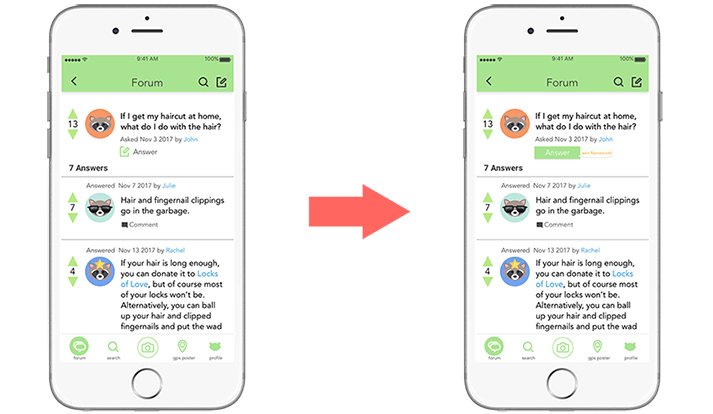 9:41 AM
100%
Forum
13
If I get my haircut at home,
what do I do with the hair?
Asked Nov 3 2017 by John
Answer
7 Answers
Answered Nov 7 2017 by Julie
7
Hair and fingernail clippings
go in the garbage.
Comment
Answered Nov 13 2017 by Rachel
4
If your hair is long enough,
you can donate it to Locks
of Love, but of course most
of your locks won't be.
Alternatively, you can ball
up your hair and clipped
fingernails and put the wad
forum search gps poster profile
9:41 AM
100%
Forum
13
If I get my haircut at home,
what do I do with the hair?
Asked Nov 3 2017 by John
Answer
7 Answers
Answered Nov 7 2017 by Julie
7
Hair and fingernail clippings
go in the garbage.
Comment
Answered Nov 13 2017 by Rachel
4
If your hair is long enough,
you can donate it to Locks
of Love, but of course most
of your locks won't be.
Alternatively, you can ball
up your hair and clipped
fingernails and put the wad
forum search gps poster profile